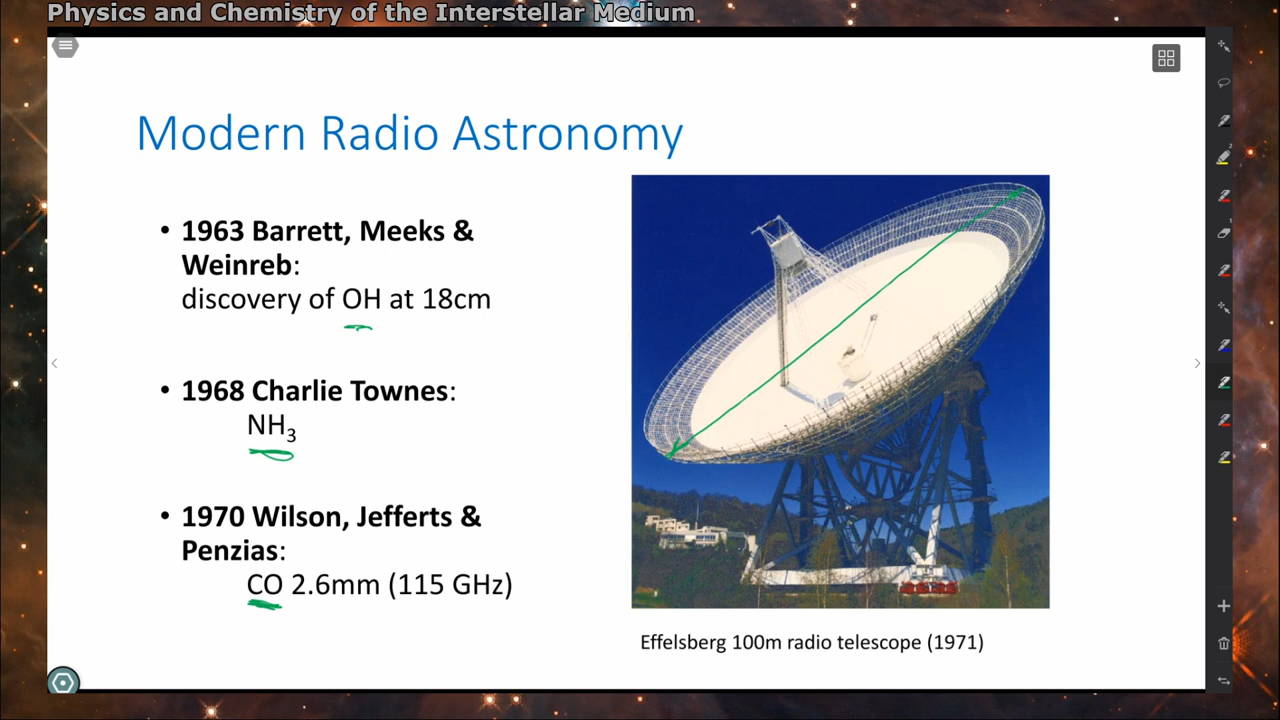 Physics and Chemistry of the Interstellar Medium
Modern Radio Astronomy
• 1963 Barrett, Meeks &
Weinreb:
discovery of OH at 18cm
• 1968 Charlie Townes:
NH₃
• 1970 Wilson, Jefferts &
Penzias:
CO 2.6mm (115 GHz)
Effelsberg 100m radio telescope (1971)